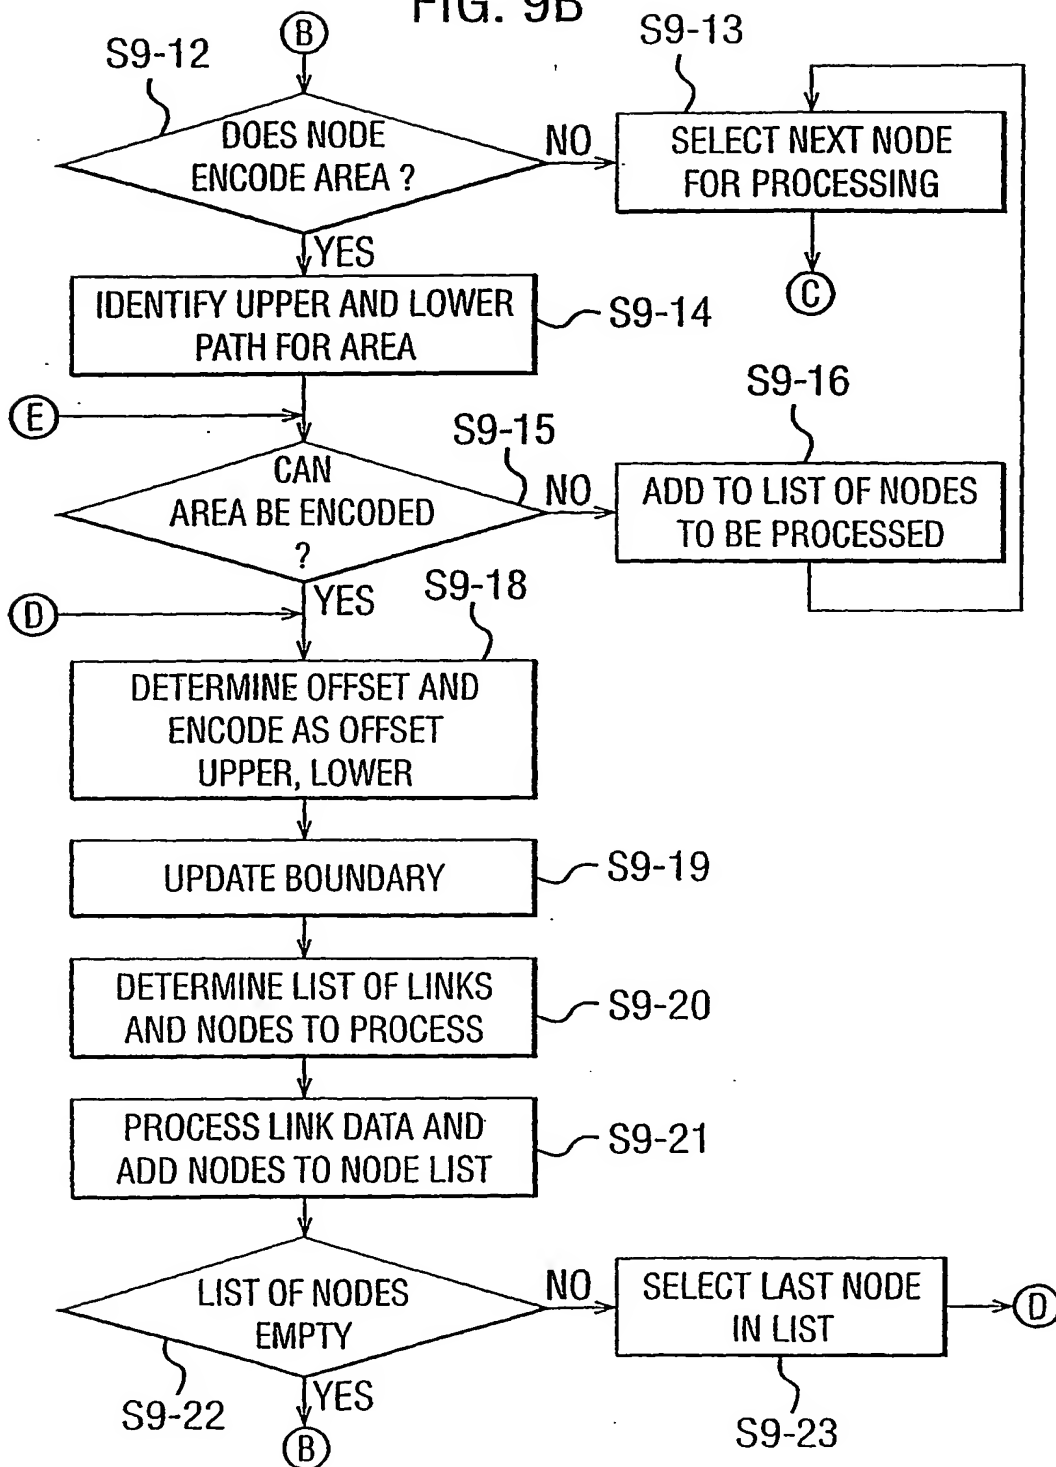 FIG. 9B
B
S9-12
S9-13
DOES NODE
ENCODE AREA ?
NO
SELECT NEXT NODE
FOR PROCESSING
YES
C
IDENTIFY UPPER AND LOWER
PATH FOR AREA
S9-14
E
S9-15
S9-16
CAN
AREA BE ENCODED
?
NO
ADD TO LIST OF NODES
TO BE PROCESSED
YES
D
S9-18
DETERMINE OFFSET AND
ENCODE AS OFFSET
UPPER, LOWER
UPDATE BOUNDARY
S9-19
DETERMINE LIST OF LINKS
AND NODES TO PROCESS
S9-20
PROCESS LINK DATA AND
ADD NODES TO NODE LIST
S9-21
LIST OF NODES
EMPTY
NO
SELECT LAST NODE
IN LIST
D
S9-22
YES
S9-23
B